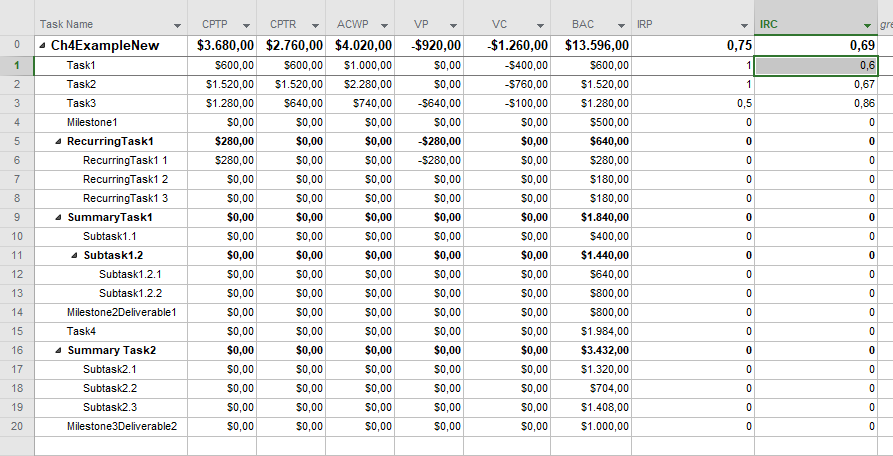 Task Name CPTP CPTR ACWP VP VC BAC IRP IRC gre
0 Ch4ExampleNew $3.680,00 $2.760,00 $4.020,00 -$920,00 -$1.260,00 $13.596,00 0,75 0,69
1 Task1 $600,00 $600,00 $1.000,00 $0,00 -$400,00 $600,00 1 0,6
2 Task2 $1.520,00 $1.520,00 $2.280,00 $0,00 -$760,00 $1.520,00 1 0,67
3 Task3 $1.280,00 $640,00 $740,00 -$640,00 -$100,00 $1.280,00 0,5 0,86
4 Milestone1 $0,00 $0,00 $0,00 $0,00 $0,00 $500,00 0 0
5 RecurringTask1 $280,00 $0,00 $0,00 -$280,00 $0,00 $640,00 0 0
6 RecurringTask1 1 $280,00 $0,00 $0,00 -$280,00 $0,00 $280,00 0 0
7 RecurringTask1 2 $0,00 $0,00 $0,00 $0,00 $0,00 $180,00 0 0
8 RecurringTask1 3 $0,00 $0,00 $0,00 $0,00 $0,00 $180,00 0 0
9 SummaryTask1 $0,00 $0,00 $0,00 $0,00 $0,00 $1.840,00 0 0
10 Subtask1.1 $0,00 $0,00 $0,00 $0,00 $0,00 $400,00 0 0
11 Subtask1.2 $0,00 $0,00 $0,00 $0,00 $0,00 $1.440,00 0 0
12 Subtask1.2.1 $0,00 $0,00 $0,00 $0,00 $0,00 $640,00 0 0
13 Subtask1.2.2 $0,00 $0,00 $0,00 $0,00 $0,00 $800,00 0 0
14 Milestone2Deliverable1 $0,00 $0,00 $0,00 $0,00 $0,00 $800,00 0 0
15 Task4 $0,00 $0,00 $0,00 $0,00 $0,00 $1.984,00 0 0
16 Summary Task2 $0,00 $0,00 $0,00 $0,00 $0,00 $3.432,00 0 0
17 Subtask2.1 $0,00 $0,00 $0,00 $0,00 $0,00 $1.320,00 0 0
18 Subtask2.2 $0,00 $0,00 $0,00 $0,00 $0,00 $704,00 0 0
19 Subtask2.3 $0,00 $0,00 $0,00 $0,00 $0,00 $1.408,00 0 0
20 Milestone3Deliverable2 $0,00 $0,00 $0,00 $0,00 $0,00 $1.000,00 0 0